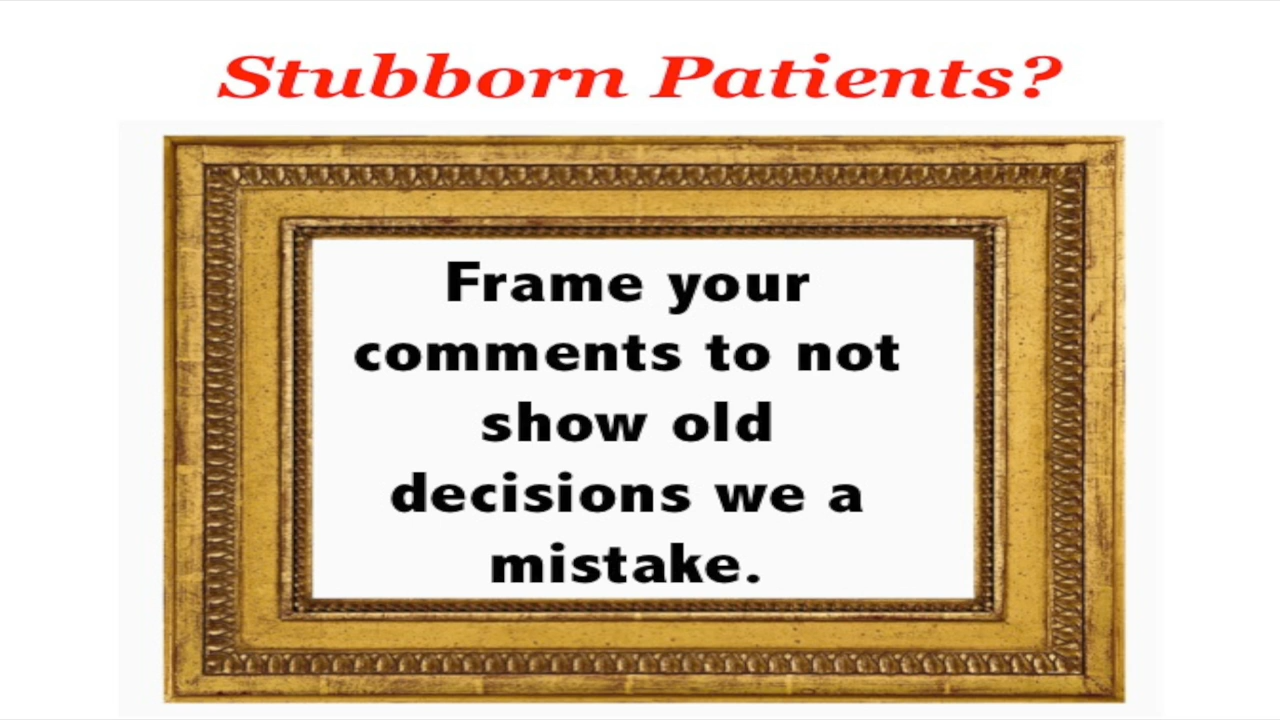 Stubborn Patients?
Frame your
comments to not
show old
decisions we a
mistake.